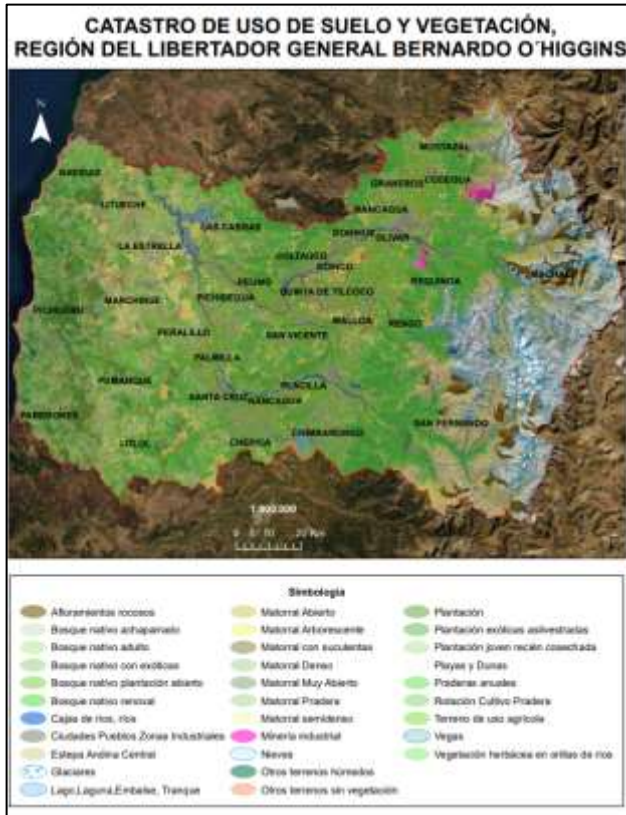 CATASTRO DE USO DE SUELO Y VEGETACIÓN,
REGIÓN DEL LIBERTADOR GENERAL BERNARDO O´HIGGINS
N
MOSTAZAL
GRANEROS
CODEGUA
NAVIDAD
RANCAGUA
LITUECHE
LAS CABRAS
DOÑIHUE
OLIVAR
LA ESTRELLA
COLTAUCO
COINCO
MACHALI
PEUMO
REQUINOA
QUINTA DE TILCOCO
MARCHIGUE
PICHIDEGUA
PICHILEMU
MALLOA
RENGO
PERALILLO
SAN VICENTE
PALMILLA
PUMANQUE
PLACILLA
SANTA CRUZ
NANCAGUA
PAREDONES
SAN FERNANDO
CHIMBARONGO
LOLOL
CHEPICA
20 Km
Simbología
Afloramientos rocosos
Bosque nativo achaparrado
Bosque nativo adulto
Bosque nativo con exóticas
Bosque nativo plantación abierto
Bosque nativo renoval
Cajas de ríos, ríos
Ciudades Pueblos Zonas Industriales
Estepa Andina Central
Glaciares
Lago,Laguna,Embalse, Tranque
Matorral Abierto
Matorral Arborescente
Matorral con suculentas
Matorral Denso
Matorral Muy Abierto
Matorral Pradera
Matorral semidenso
Minería industrial
Nieves
Otros terrenos húmedos
Otros terrenos sin vegetación
Plantación
Plantación exóticas asilvestradas
Plantación joven recién cosechada
Playas y Dunas
Praderas anuales
Rotación Cultivo Pradera
Terreno de uso agrícola
Vegas
Vegetación herbácea en orillas de ríos